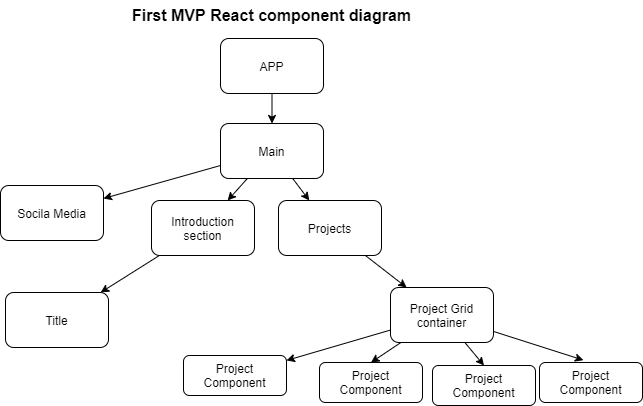 First MVP React component diagram
APP
Main
Socila Media
Introduction
section
Projects
Title
Project Grid
container
Project
Component
Project
Component
Project
Component
Project
Component